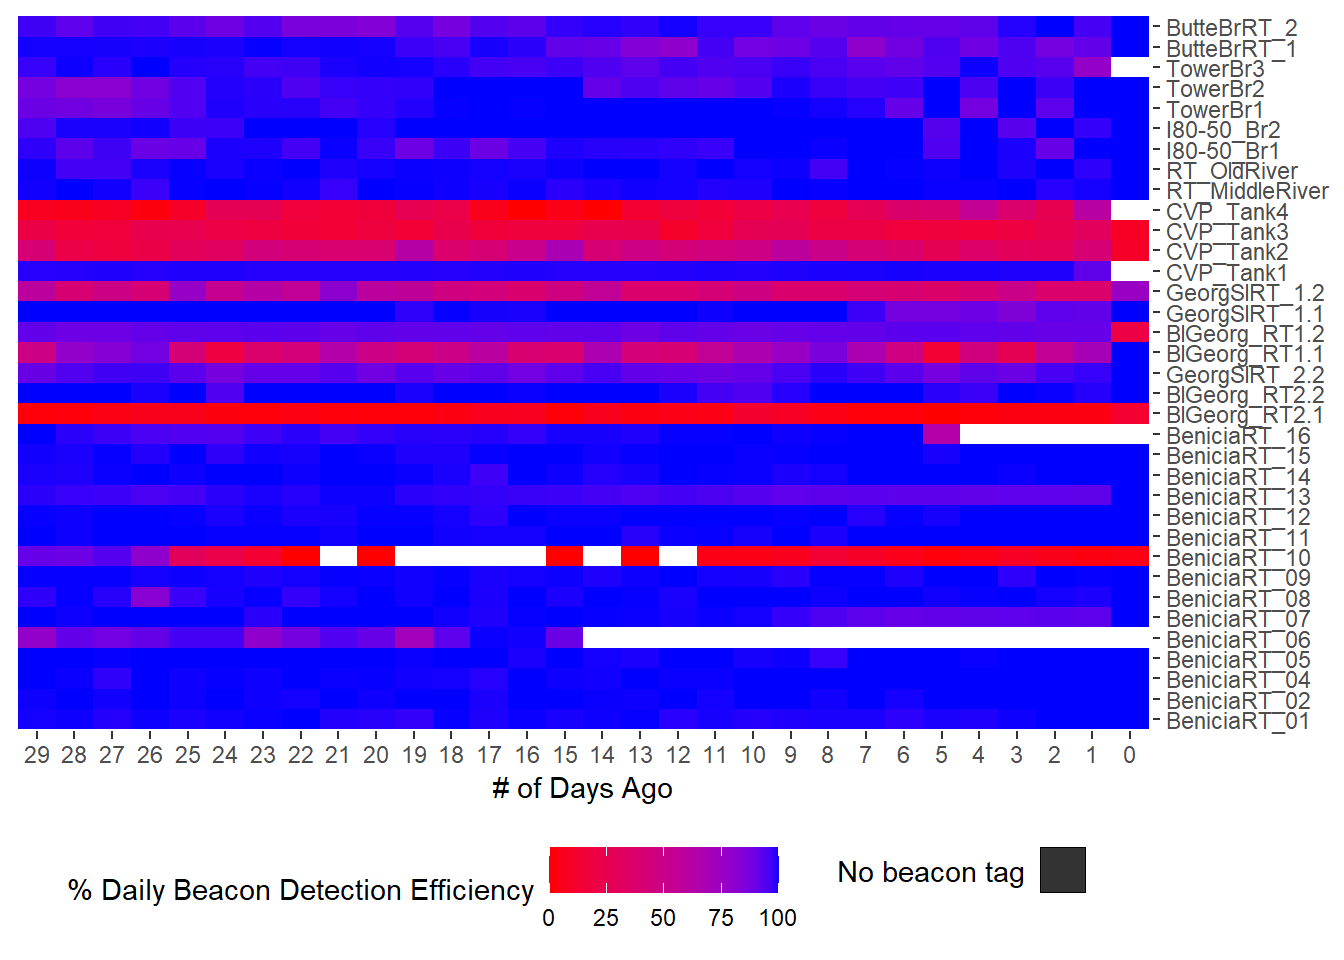 ButteBrRT_2
ButteBrRT_1
TowerBr3
TowerBr2
TowerBr1
I80-50_Br2
I80-50_Br1
RT_OldRiver
RT_MiddleRiver
CVP_Tank4
CVP_Tank3
CVP_Tank2
CVP_Tank1
GeorgSlRT_1.2
GeorgSlRT_1.1
BlGeorg_RT1.2
BlGeorg_RT1.1
GeorgSlRT_2.2
BlGeorg_RT2.2
BlGeorg_RT2.1
BeniciaRT_16
BeniciaRT_15
BeniciaRT_14
BeniciaRT_13
BeniciaRT_12
BeniciaRT_11
BeniciaRT_10
BeniciaRT_09
BeniciaRT_08
BeniciaRT_07
BeniciaRT_06
BeniciaRT_05
BeniciaRT_04
BeniciaRT_02
BeniciaRT_01
29 28 27 26 25 24 23 22 21 20 19 18 17 16 15 14 13 12 11 10 9 8 7 6 5 4 3 2 1 0
# of Days Ago
% Daily Beacon Detection Efficiency
0 25 50 75 100
No beacon tag